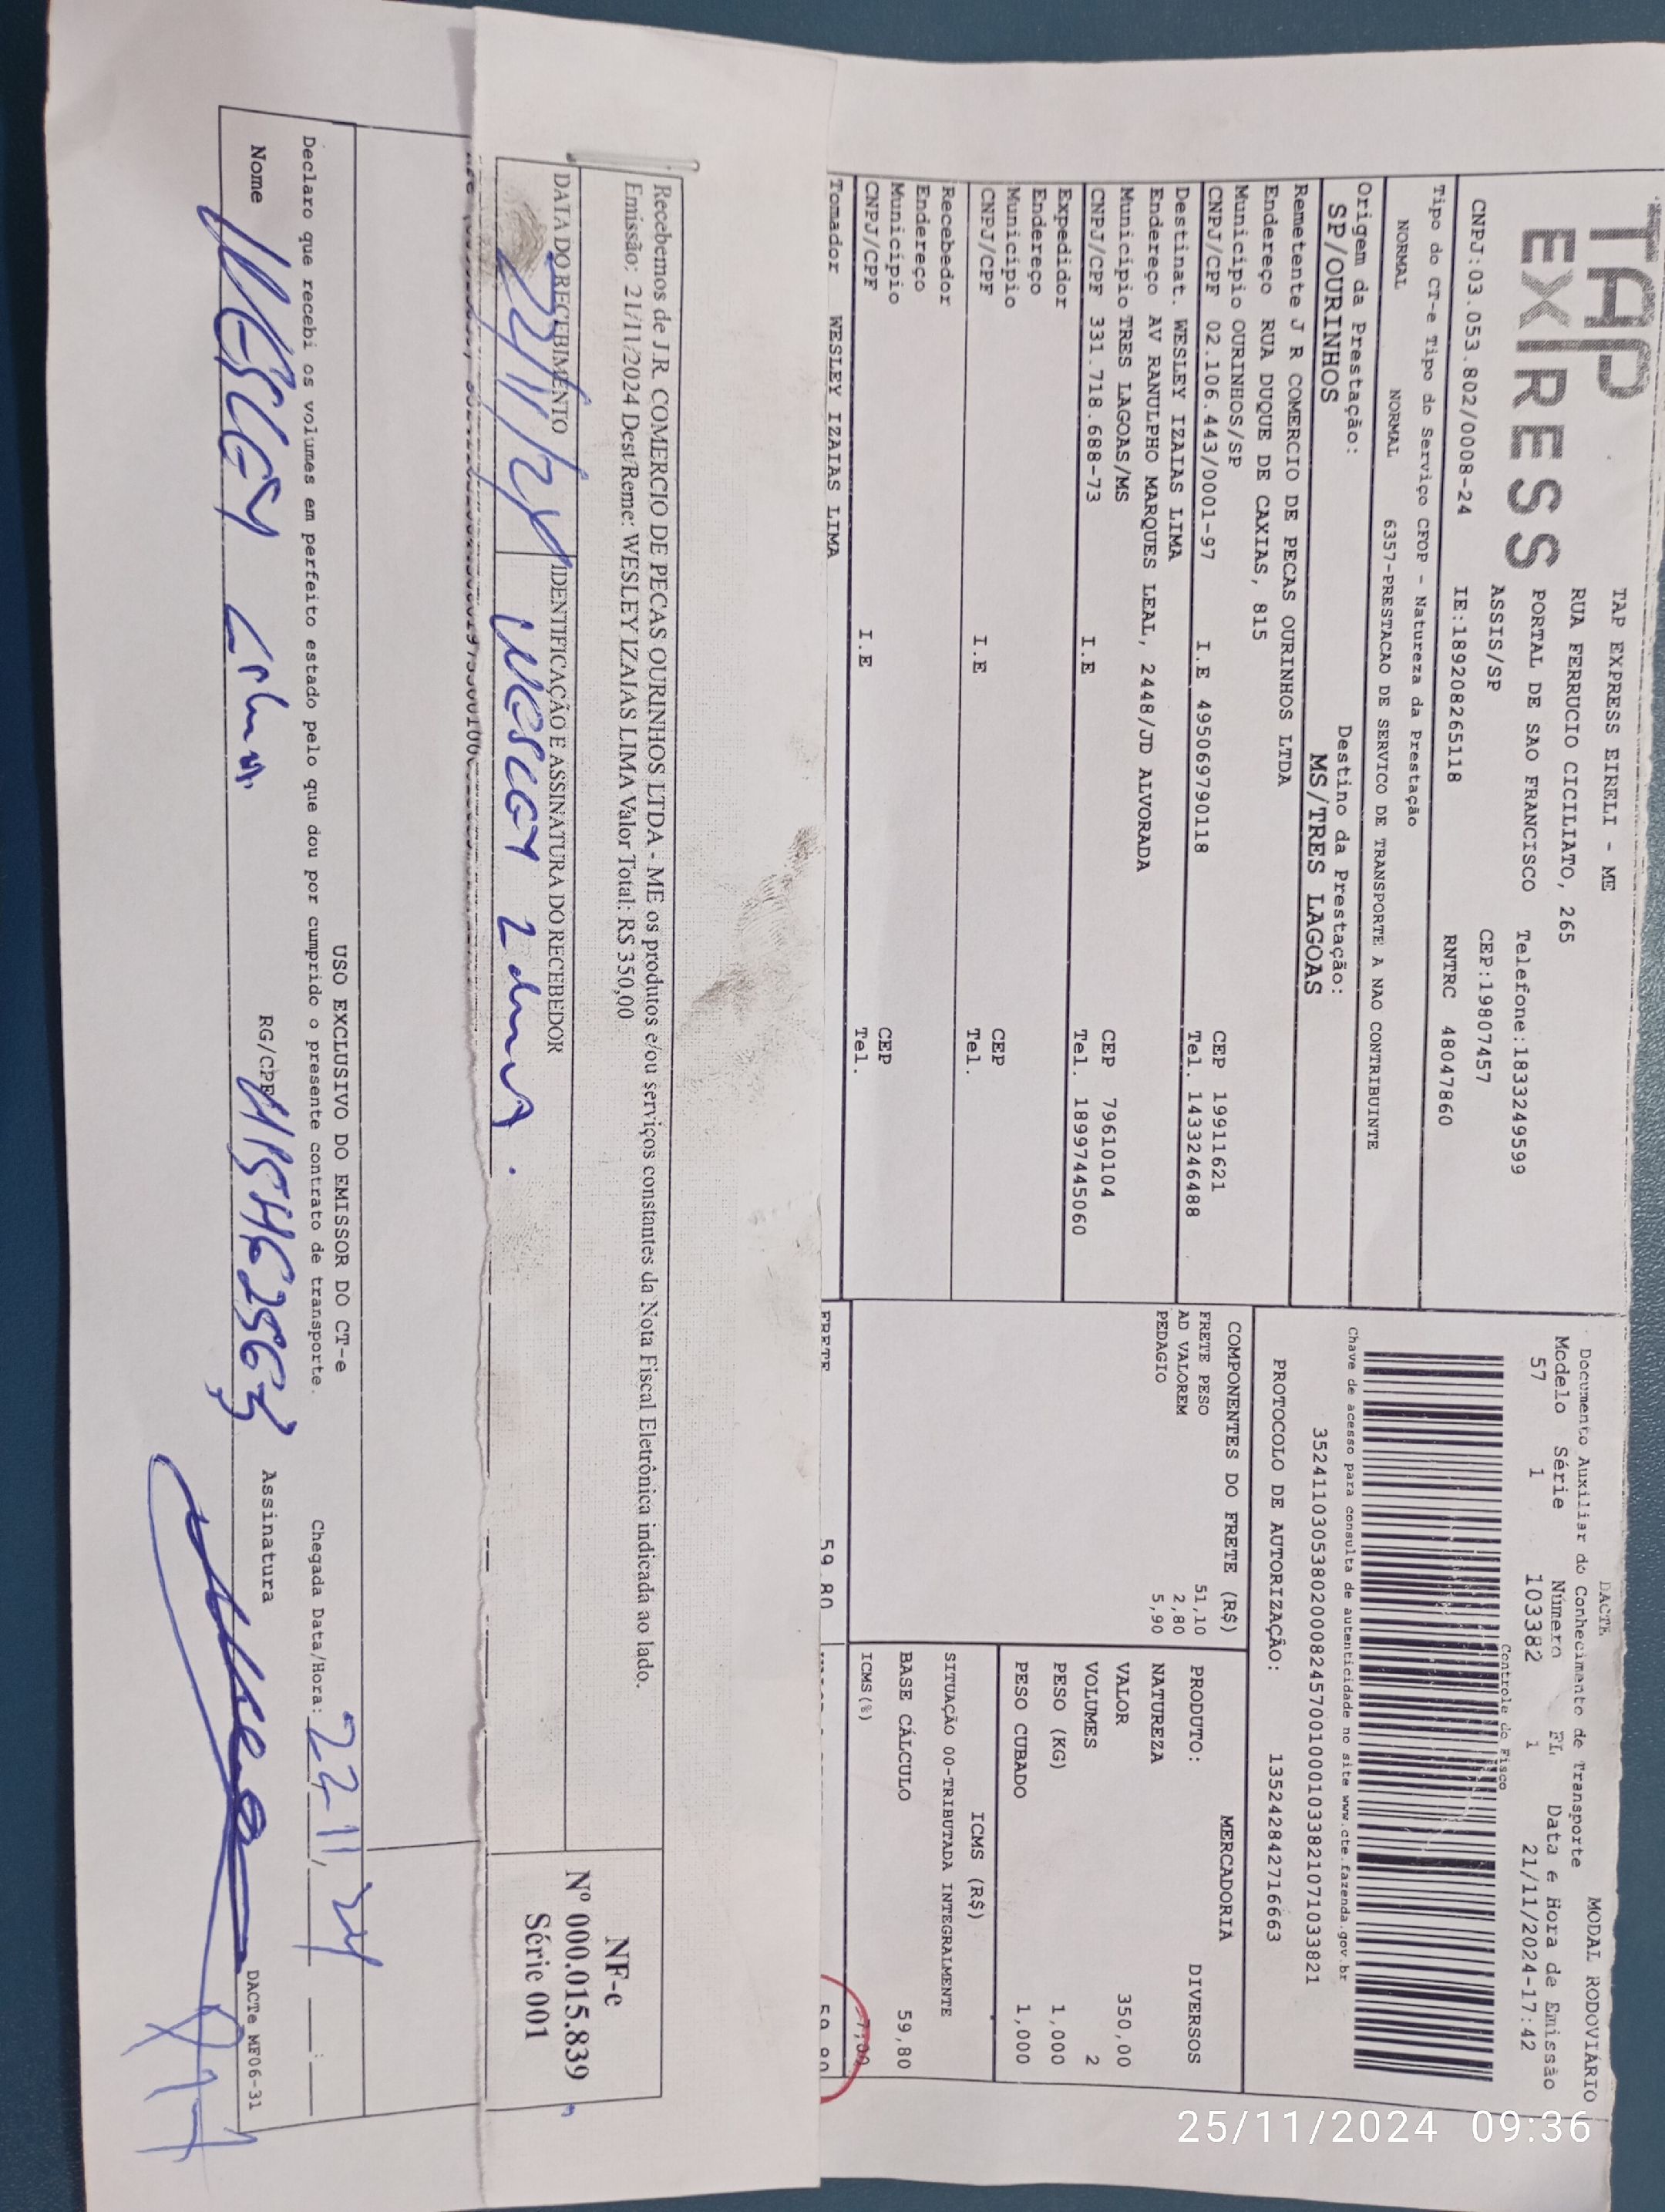 TAP
EXPRESS
TAP EXPRESS EIRELI - ME
RUA FERRUCIO CICILIATO, 265
PORTAL DE SAO FRANCISCO Telefone:1833249599
ASSIS/SP CEP:19807457
CNPJ:03.053.802/0008-24 IE:189208265118 RNTRC 48047860
Tipo do CT-e Tipo do Serviço CFOP - Natureza da Prestação
NORMAL NORMAL 6357-PRESTACAO DE SERVICO DE TRANSPORTE A NAO CONTRIBUINTE
Origem da Prestação: Destino da Prestação:
SP/OURINHOS MS/TRES LAGOAS
Remetente J R COMERCIO DE PECAS OURINHOS LTDA
Endereço RUA DUQUE DE CAXIAS, 815
Municipio OURINHOS/SP CEP 19911621
CNPJ/CPF 02.106.443/0001-97 I.E 495069790118 Tel. 1433246488
Destinat. WESLEY IZAIAS LIMA
Endereço AV RANULPHO MARQUES LEAL, 2448/JD ALVORADA
Municipio TRES LAGOAS/MS CEP 79610104
CNPJ/CPF 331.718.688-73 I.E Tel. 18997445060
Expedidor
Endereço
Municipio CEP
CNPJ/CPF I.E Tel.
Recebedor
Endereço
Municipio CEP
CNPJ/CPF I.E Tel.
Tomador WESLEY IZAIAS LIMA
DACTE MODAL RODOVIÁRIO
Documento Auxiliar do Conhecimento de Transporte
Modelo Série Número FL Data e Hora de Emissão
57 1 10382 1 21/11/2024-17:42
Controle do Fisco
Chave de acesso para consulta de autenticidade no site www.cte.fazenda.gov.br
35241103053802000824570010001033821071033821
PROTOCOLO DE AUTORIZAÇÃO: 135242842716663
COMPONENTES DO FRETE (R$)
FRETE PESO 51,10
AD VALOREM 2,80
PEDAGIO 5,90
MERCADORIA
PRODUTO: DIVERSOS
NATUREZA
VALOR 350,00
VOLUMES 2
PESO (KG) 1,000
PESO CUBADO 1,000
ICMS (R$)
SITUAÇÃO 00-TRIBUTADA INTEGRALMENTE
BASE CÁLCULO 59,80
ICMS(%) 7,00
FRETE 59,80
Recebemos de J.R. COMERCIO DE PECAS OURINHOS LTDA - ME os produtos e/ou serviços constantes da Nota Fiscal Eletrônica indicada ao lado.
Emissão: 21/11/2024 Dest/Reme: WESLEY IZAIAS LIMA Valor Total: R$ 350,00
DATA DO RECEBIMENTO IDENTIFICAÇÃO E ASSINATURA DO RECEBEDOR
22/11/24 WESLEY
NF-e
Nº 000.015.839
Série 001
USO EXCLUSIVO DO EMISSOR DO CT-e
Declaro que recebi os volumes em perfeito estado pelo que dou por cumprido o presente contrato de transporte. Chegada Data/Hora: 22/11/24
Nome WESLEY RG/CPF Assinatura
DACTe MF06-31
25/11/2024 09:36